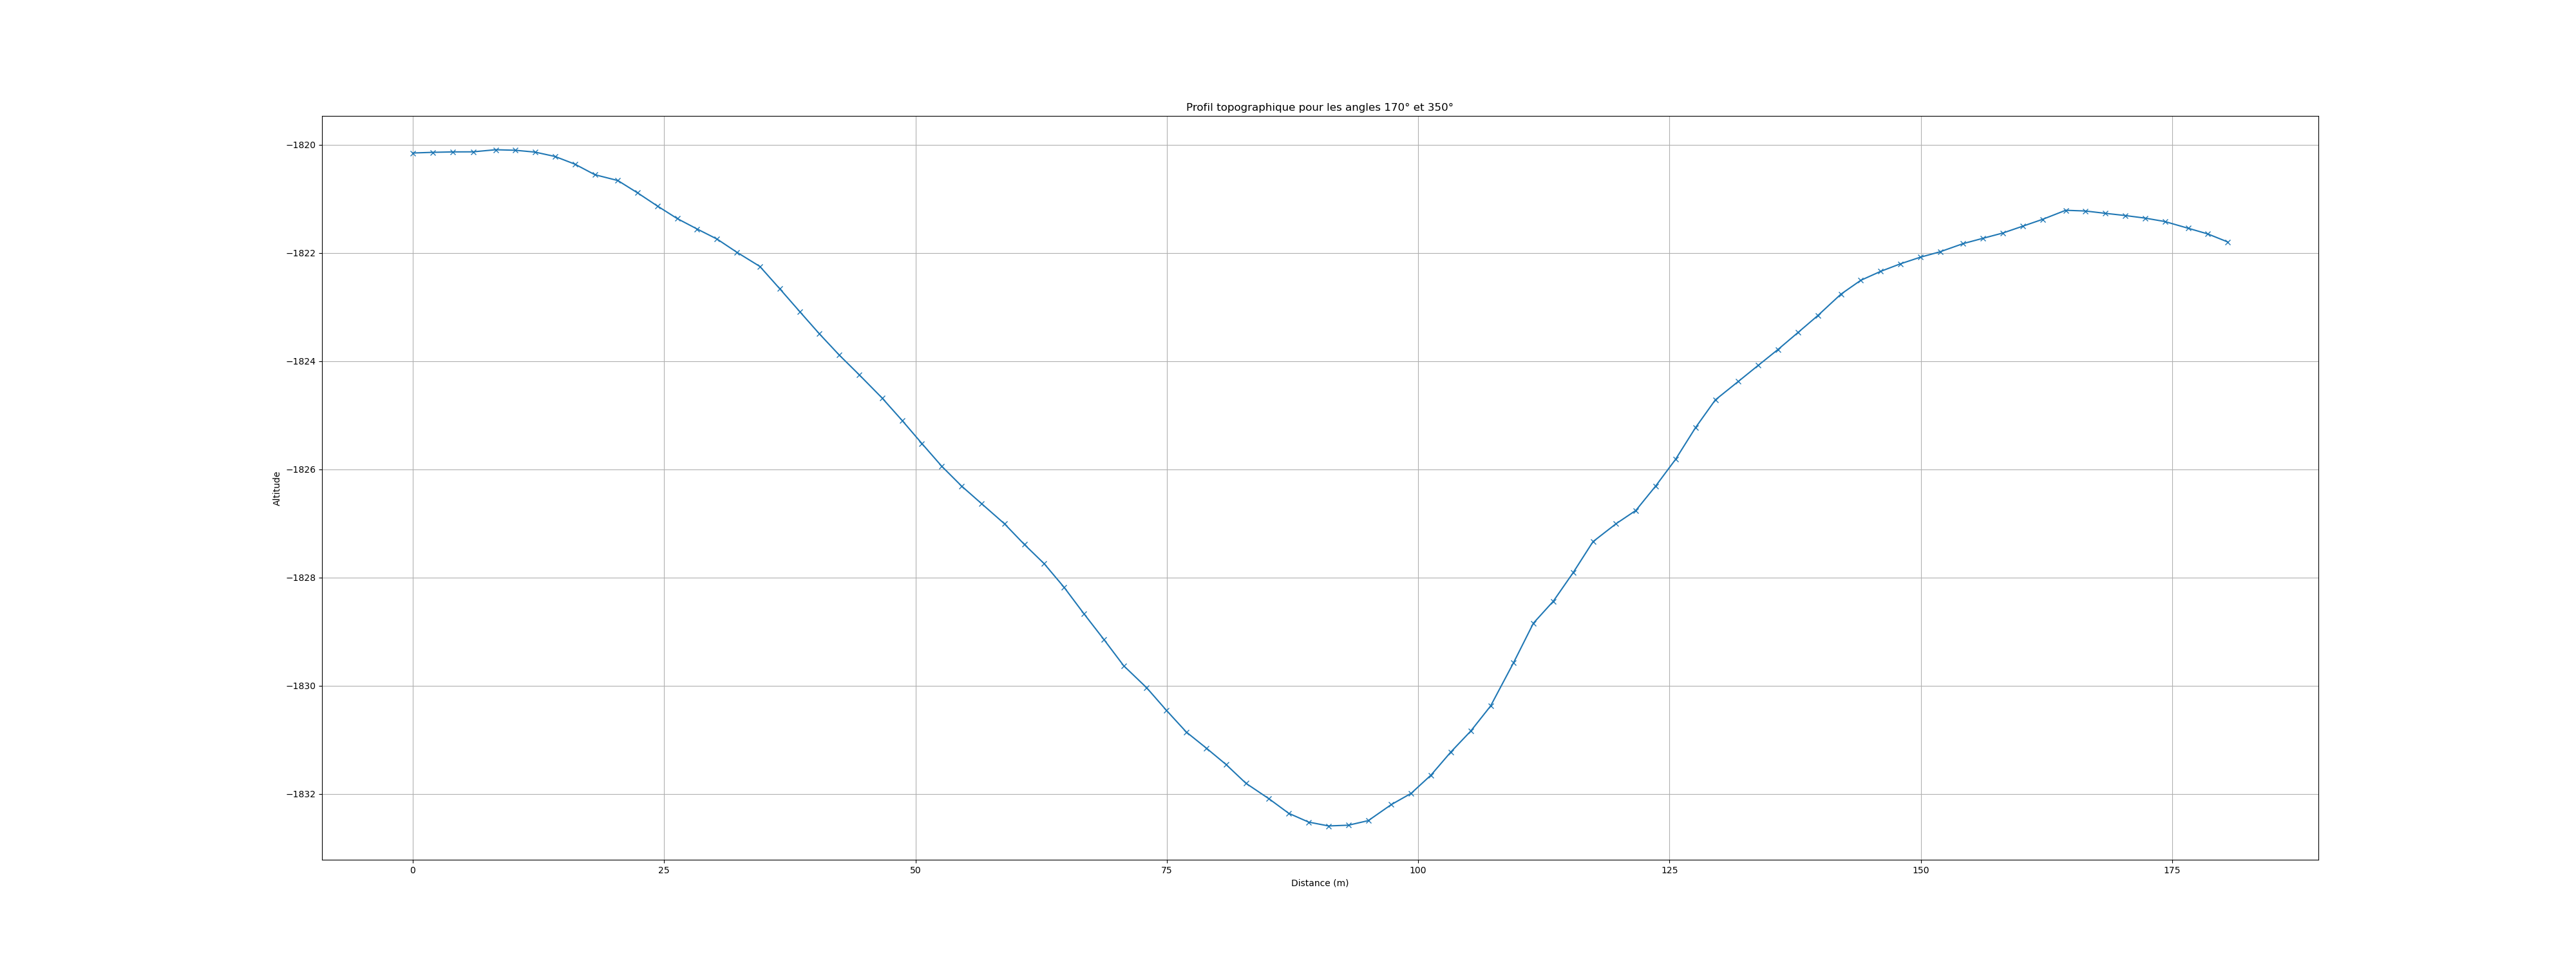 Profil topographique pour les angles 170° et 350°
Altitude
−1820
−1822
−1824
−1826
−1828
−1830
−1832
0 25 50 75 100 125 150 175
Distance (m)